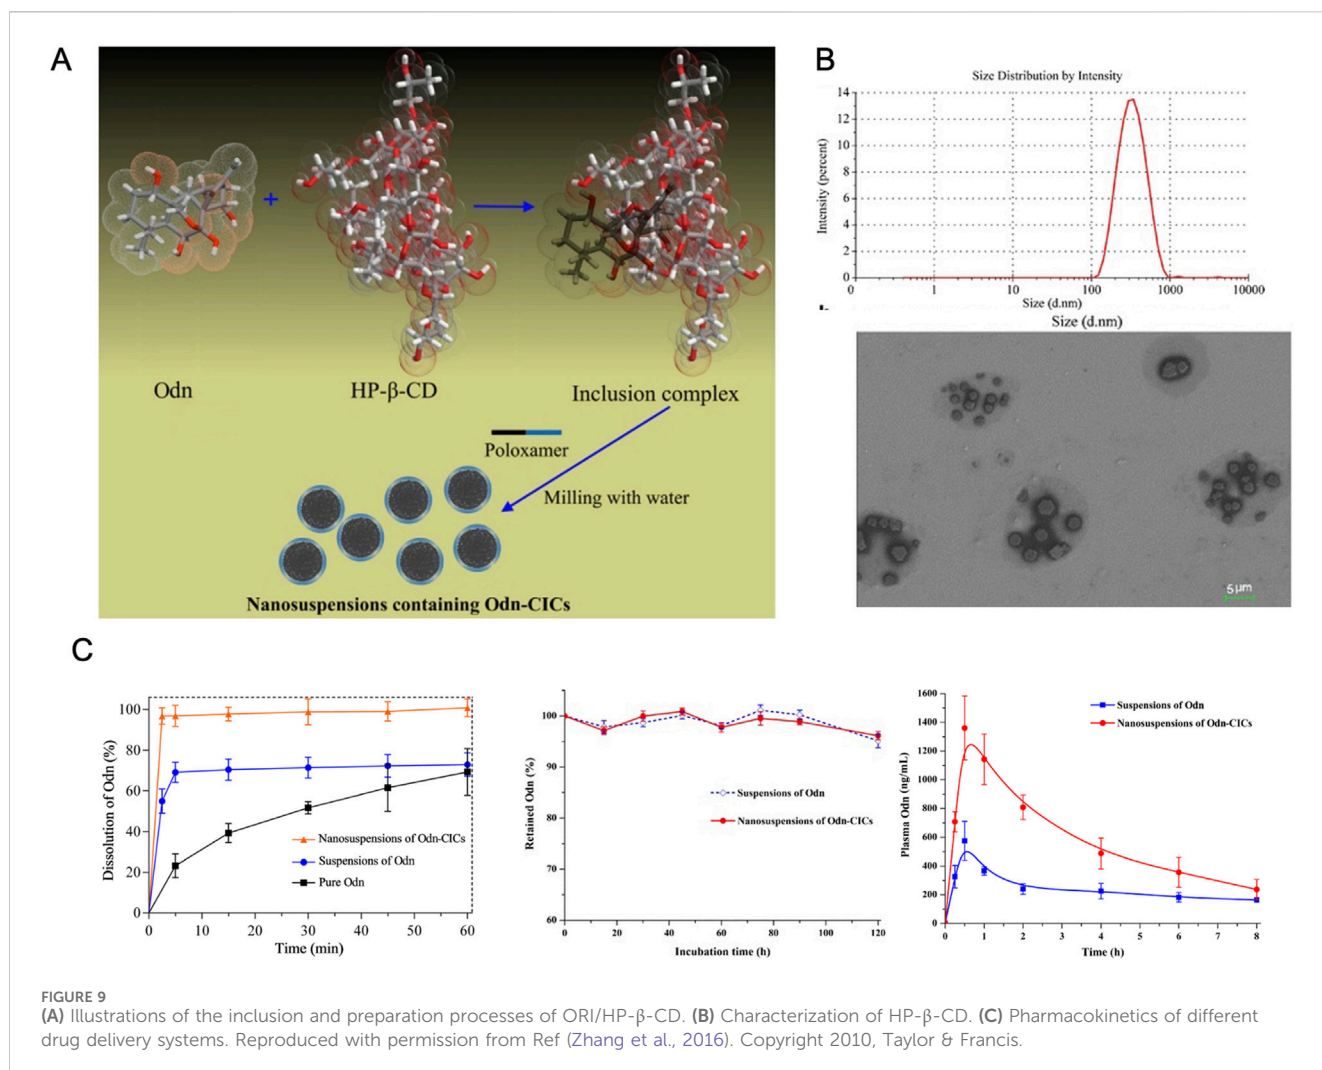 A
Odn
+
HP-β-CD
Inclusion complex
Poloxamer
Milling with water
Nanosuspensions containing Odn-CICs
B
Size Distribution by Intensity
Intensity (percent)
14
12
10
8
6
4
2
0
0
1
10
100
1000
10000
Size (d.nm)
Size (d.nm)
5 μm
C
Dissolution of Odn (%)
100
80
60
40
20
0
Nanosuspensions of Odn-CICs
Suspensions of Odn
Pure Odn
0 10 20 30 40 50 60
Time (min)
Retained Odn (%)
100
90
80
70
60
Suspensions of Odn
Nanosuspensions of Odn-CICs
0 20 40 60 80 100 120
Incubation time (h)
Plasma Odn (ng/mL)
1600
1400
1200
1000
800
600
400
200
0
Suspensions of Odn
Nanosuspensions of Odn-CICs
0 1 2 3 4 5 6 7 8
Time (h)
FIGURE 9
(A) Illustrations of the inclusion and preparation processes of ORI/HP-β-CD. (B) Characterization of HP-β-CD. (C) Pharmacokinetics of different
drug delivery systems. Reproduced with permission from Ref (Zhang et al., 2016). Copyright 2010, Taylor & Francis.